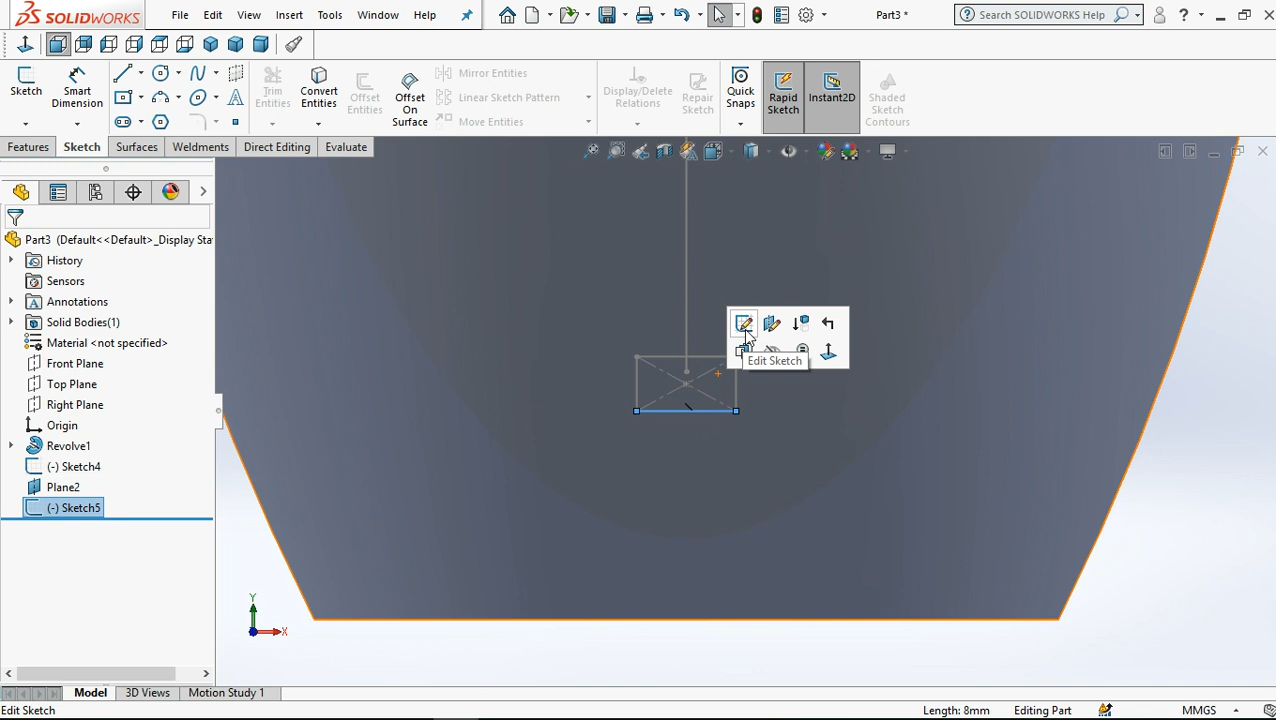 SOLIDWORKS File Edit View Insert Tools Window Help Part3 * Search SOLIDWORKS Help
Sketch Smart Dimension Trim Entities Convert Entities Offset Entities Offset On Surface Mirror Entities Linear Sketch Pattern Move Entities Display/Delete Relations Repair Sketch Quick Snaps Rapid Sketch Instant2D Shaded Sketch Contours
Features Sketch Surfaces Weldments Direct Editing Evaluate
Part3 (Default<<Default>_Display Sta
History
Sensors
Annotations
Solid Bodies(1)
Material <not specified>
Front Plane
Top Plane
Right Plane
Origin
Revolve1
(-) Sketch4
Plane2
(-) Sketch5
Edit Sketch
Y
X
Model 3D Views Motion Study 1
Edit Sketch Length: 8mm Editing Part MMGS